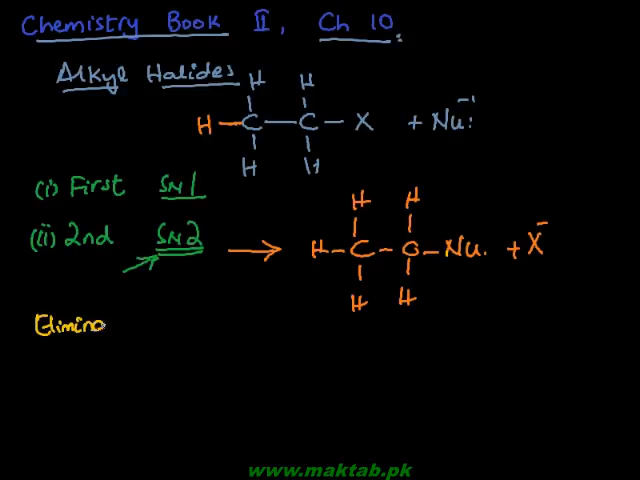 Chemistry Book II, Ch 10.
Alkyl Halides
H H
H - C - C - X + Nu:⁻
H H
(i) First SN1
(ii) 2nd SN2
H H
H - C - C - Nu. + X⁻
H H
Elimina
www.maktab.pk